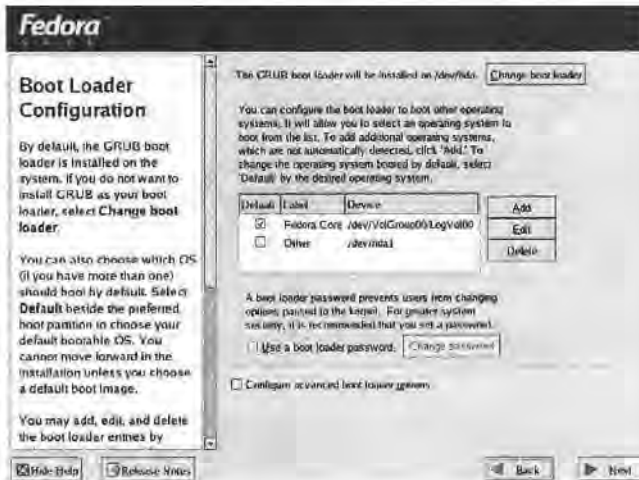 Fedora
CORE
Boot Loader
Configuration
By default, the GRUB boot
loader is installed on the
system. If you do not want to
install GRUB as your boot
loader, select Change boot
loader.
You can also choose which OS
(if you have more than one)
should boot by default. Select
Default beside the preferred
boot partition to choose your
default bootable OS. You
cannot move forward in the
installation unless you choose
a default boot image.
You may add, edit, and delete
the boot loader entries by
The GRUB boot loader will be installed on /dev/hda. Change boot loader
You can configure the boot loader to boot other operating
systems. It will allow you to select an operating system to
boot from the list. To add additional operating systems,
which are not automatically detected, click 'Add.' To
change the operating system booted by default, select
'Default' by the desired operating system.
Default Label Device
Fedora Core /dev/VolGroup00/LogVol00
Other /dev/hda1
Add
Edit
Delete
A boot loader password prevents users from changing
options passed to the kernel. For greater system
security, it is recommended that you set a password.
Use a boot loader password. Change password
Configure advanced boot loader options
Hide Help Release Notes Back Next